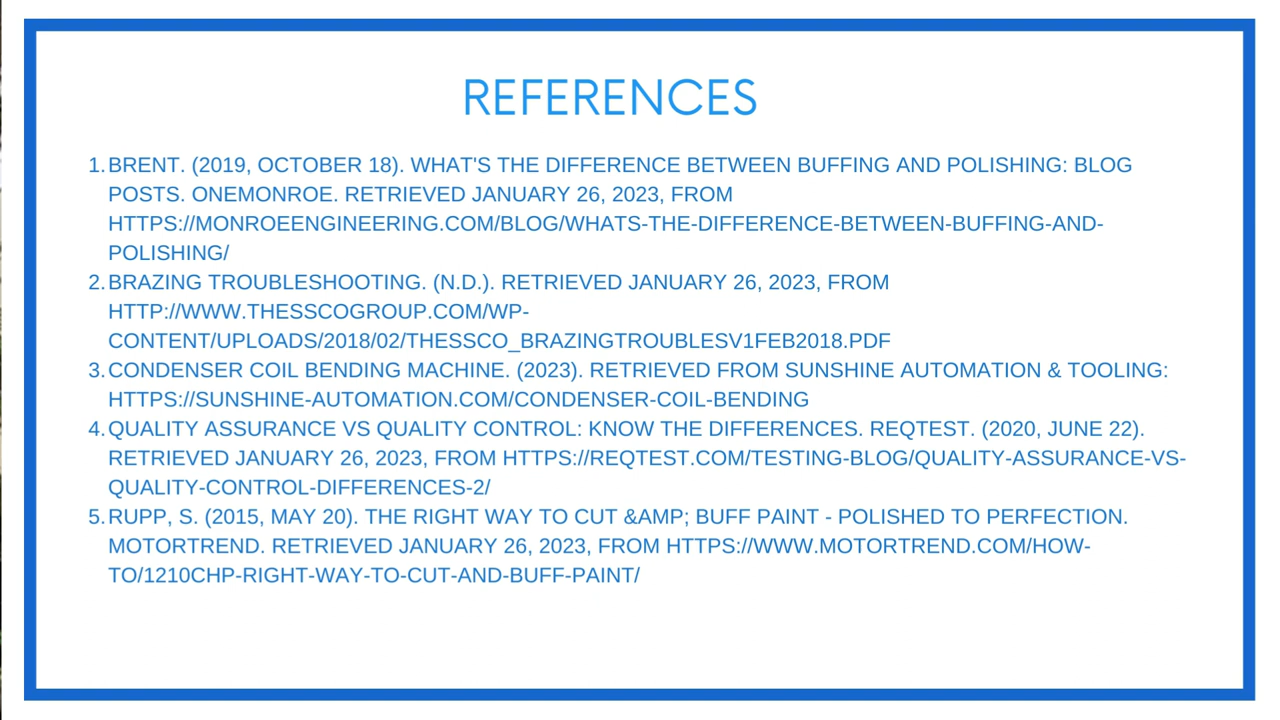 REFERENCES
1. BRENT. (2019, OCTOBER 18). WHAT'S THE DIFFERENCE BETWEEN BUFFING AND POLISHING: BLOG
POSTS. ONEMONROE. RETRIEVED JANUARY 26, 2023, FROM
HTTPS://MONROEENGINEERING.COM/BLOG/WHATS-THE-DIFFERENCE-BETWEEN-BUFFING-AND-
POLISHING/
2. BRAZING TROUBLESHOOTING. (N.D.). RETRIEVED JANUARY 26, 2023, FROM
HTTP://WWW.THESSCOGROUP.COM/WP-
CONTENT/UPLOADS/2018/02/THESSCO_BRAZINGTROUBLESV1FEB2018.PDF
3. CONDENSER COIL BENDING MACHINE. (2023). RETRIEVED FROM SUNSHINE AUTOMATION & TOOLING:
HTTPS://SUNSHINE-AUTOMATION.COM/CONDENSER-COIL-BENDING
4. QUALITY ASSURANCE VS QUALITY CONTROL: KNOW THE DIFFERENCES. REQTEST. (2020, JUNE 22).
RETRIEVED JANUARY 26, 2023, FROM HTTPS://REQTEST.COM/TESTING-BLOG/QUALITY-ASSURANCE-VS-
QUALITY-CONTROL-DIFFERENCES-2/
5. RUPP, S. (2015, MAY 20). THE RIGHT WAY TO CUT &AMP; BUFF PAINT - POLISHED TO PERFECTION.
MOTORTREND. RETRIEVED JANUARY 26, 2023, FROM HTTPS://WWW.MOTORTREND.COM/HOW-
TO/1210CHP-RIGHT-WAY-TO-CUT-AND-BUFF-PAINT/